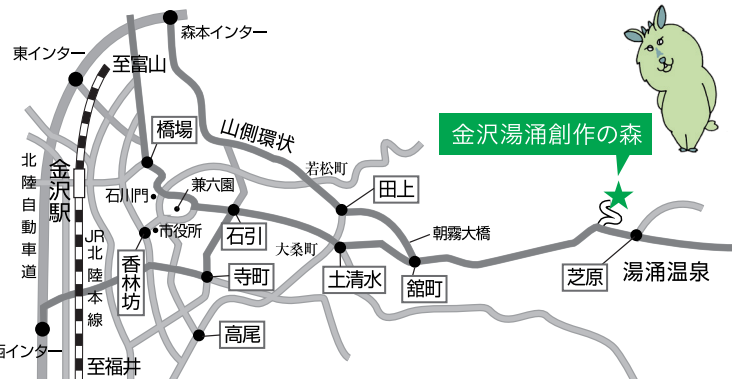 森本インター
東インター
至富山
山側環状
金沢湯涌創作の森
橋場
若松町
北陸自動車道
金沢駅
石川門
兼六園
田上
市役所
石引
朝霧大橋
JR北陸本線
香林坊
大桑町
寺町
土清水
舘町
芝原
湯涌温泉
高尾
西インター
至福井